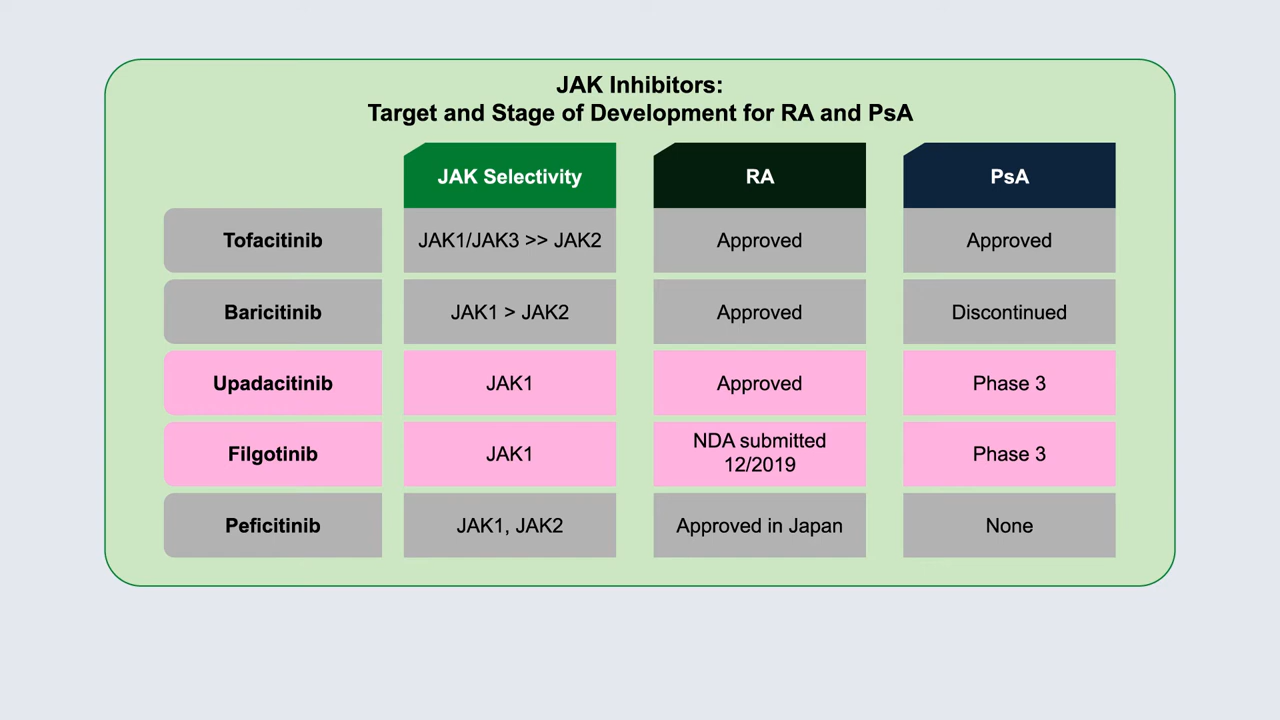 JAK Inhibitors:
Target and Stage of Development for RA and PsA
JAK Selectivity
RA
PsA
Tofacitinib
JAK1/JAK3 >> JAK2
Approved
Approved
Baricitinib
JAK1 > JAK2
Approved
Discontinued
Upadacitinib
JAK1
Approved
Phase 3
Filgotinib
JAK1
NDA submitted
12/2019
Phase 3
Peficitinib
JAK1, JAK2
Approved in Japan
None